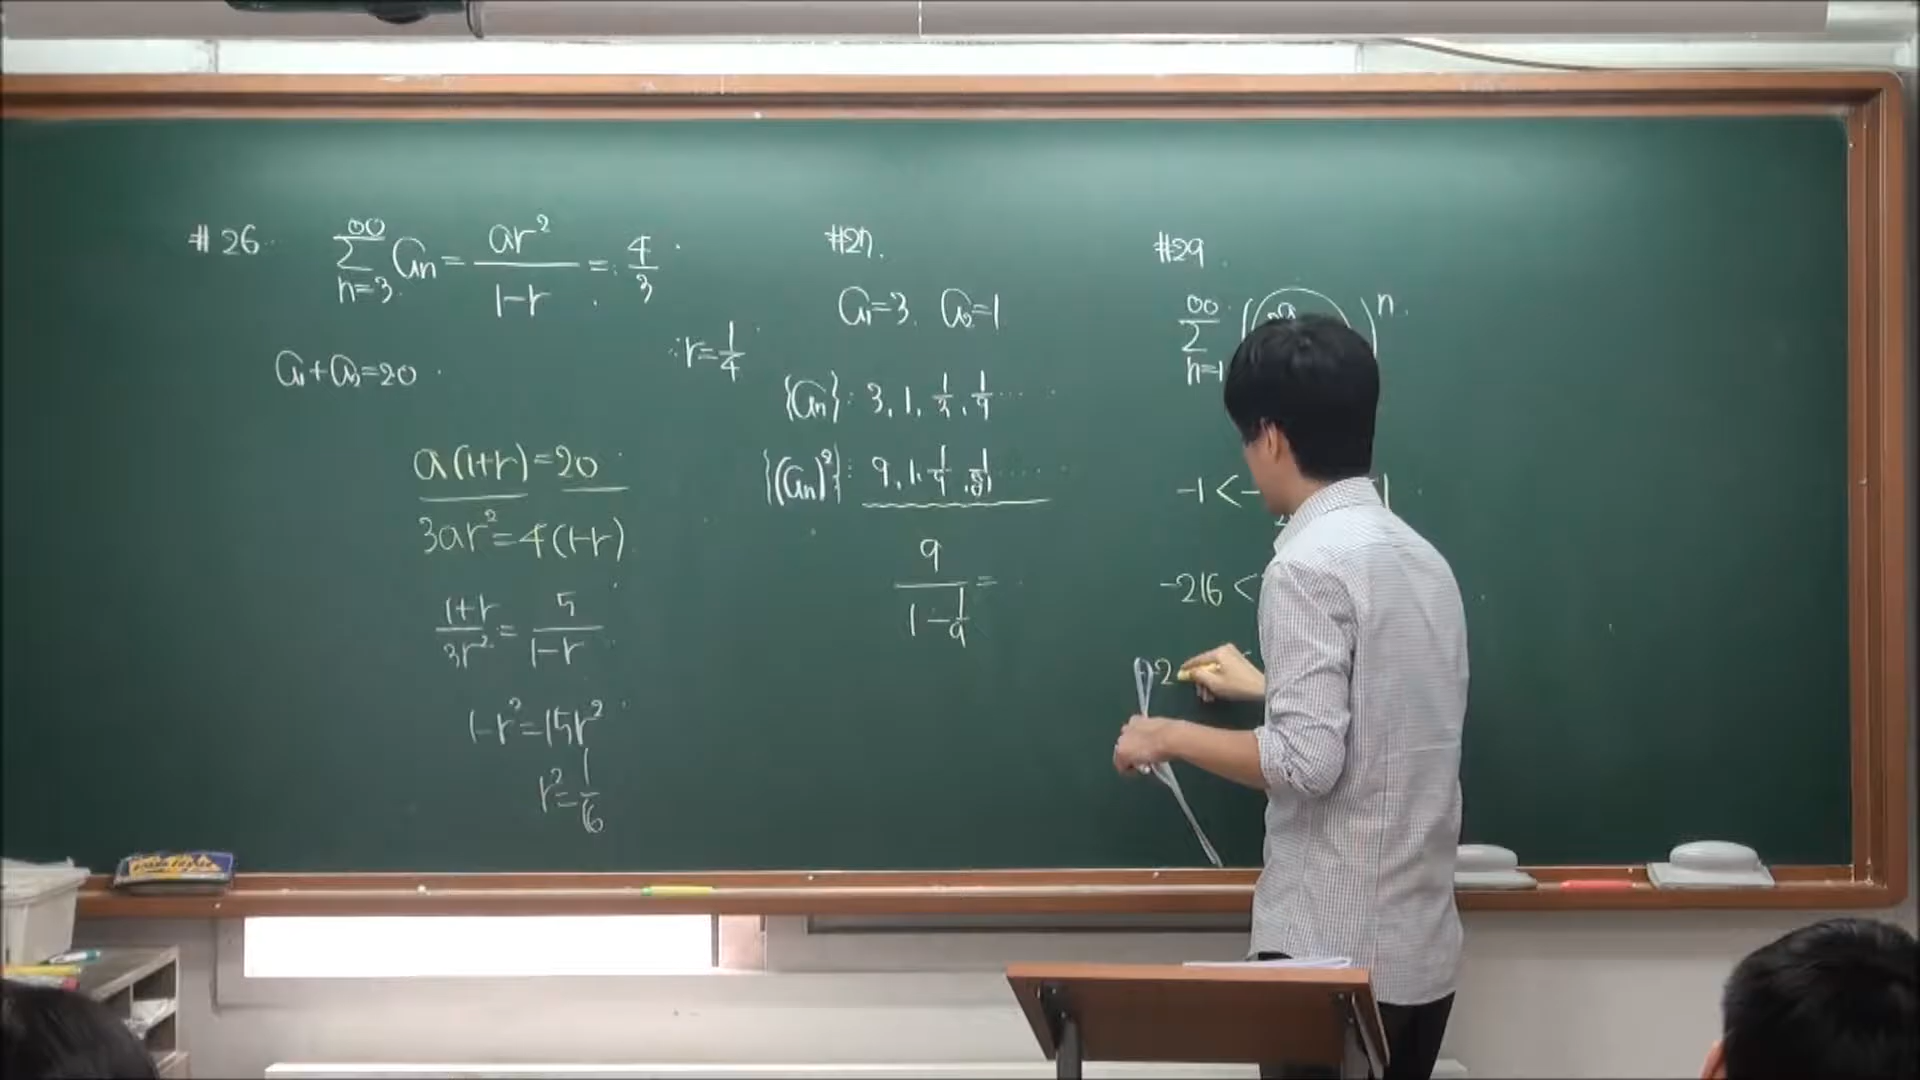 #26
∞
Σ aₙ = ar²/(1-r) = 4/3
n=3
a₁+a₂=20
∴r=1/4
a(1+r)=20
3ar²=4(1-r)
(1+r)/3r² = 5/(1-r)
1-r²=15r²
r²=1/16
#27.
a₁=3, a₂=1
{aₙ}: 3, 1, 1/3, 1/9 ⋯
{(aₙ)²}: 9, 1, 1/9, 1/81 ⋯
9/(1-1/9) =
#29
∞
Σ ( )ⁿ
n=1
-1 < 1
-216 <
-2